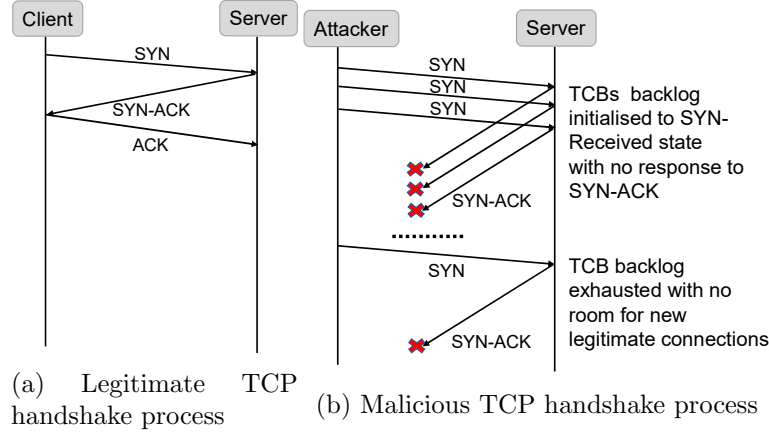 Client
Server
SYN
SYN-ACK
ACK
(a) Legitimate TCP
handshake process
Attacker
Server
SYN
SYN
SYN
TCBs backlog
initialised to SYN-
Received state
with no response to
SYN-ACK
SYN-ACK
SYN
TCB backlog
exhausted with no
room for new
legitimate connections
SYN-ACK
(b) Malicious TCP handshake process